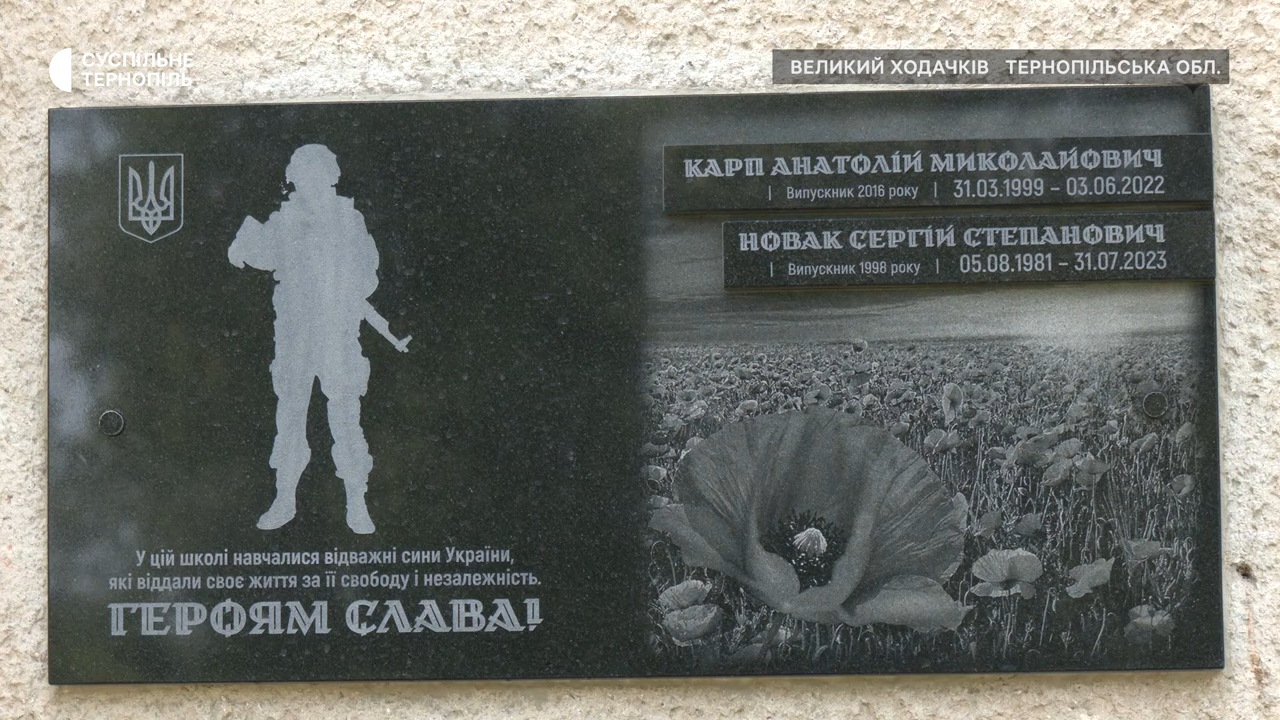 СУСПІЛЬНЕ
ТЕРНОПІЛЬ
ВЕЛИКИЙ ХОДАЧКІВ ТЕРНОПІЛЬСЬКА ОБЛ.
КАРП АНАТОЛІЙ МИКОЛАЙОВИЧ
| Випускник 2016 року | 31.03.1999 – 03.06.2022
НОВАК СЕРГІЙ СТЕПАНОВИЧ
| Випускник 1998 року | 05.08.1981 – 31.07.2023
У цій школі навчалися відважні сини України,
які віддали своє життя за її свободу і незалежність.
ГЕРОЯМ СЛАВА!